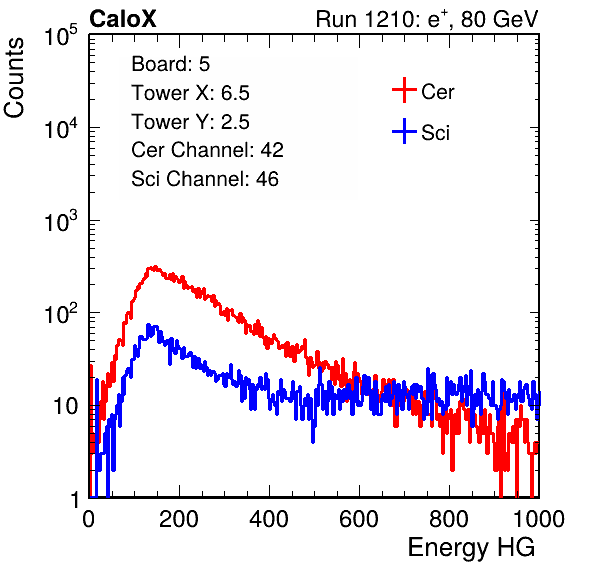 CaloX Run 1210: e⁺, 80 GeV
Counts
Board: 5
Tower X: 6.5
Tower Y: 2.5
Cer Channel: 42
Sci Channel: 46
Cer
Sci
10⁵
10⁴
10³
10²
10
1
0 200 400 600 800 1000
Energy HG